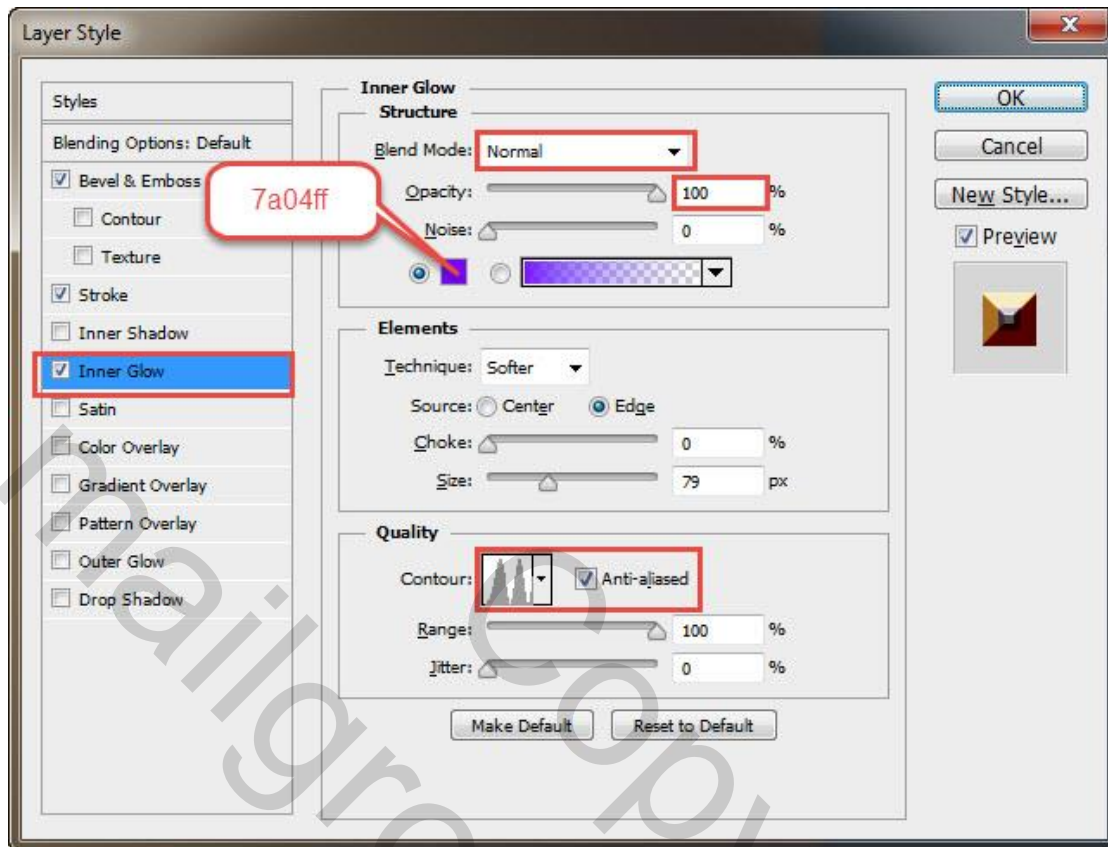 Layer Style
Styles
Blending Options: Default
Bevel & Emboss
Contour
Texture
Stroke
Inner Shadow
Inner Glow
Satin
Color Overlay
Gradient Overlay
Pattern Overlay
Outer Glow
Drop Shadow
7a04ff
Inner Glow
Structure
Blend Mode: Normal
Opacity: 100 %
Noise: 0 %
Elements
Technique: Softer
Source: Center Edge
Choke: 0 %
Size: 79 px
Quality
Contour: Anti-aliased
Range: 100 %
Jitter: 0 %
Make Default Reset to Default
OK
Cancel
New Style...
Preview